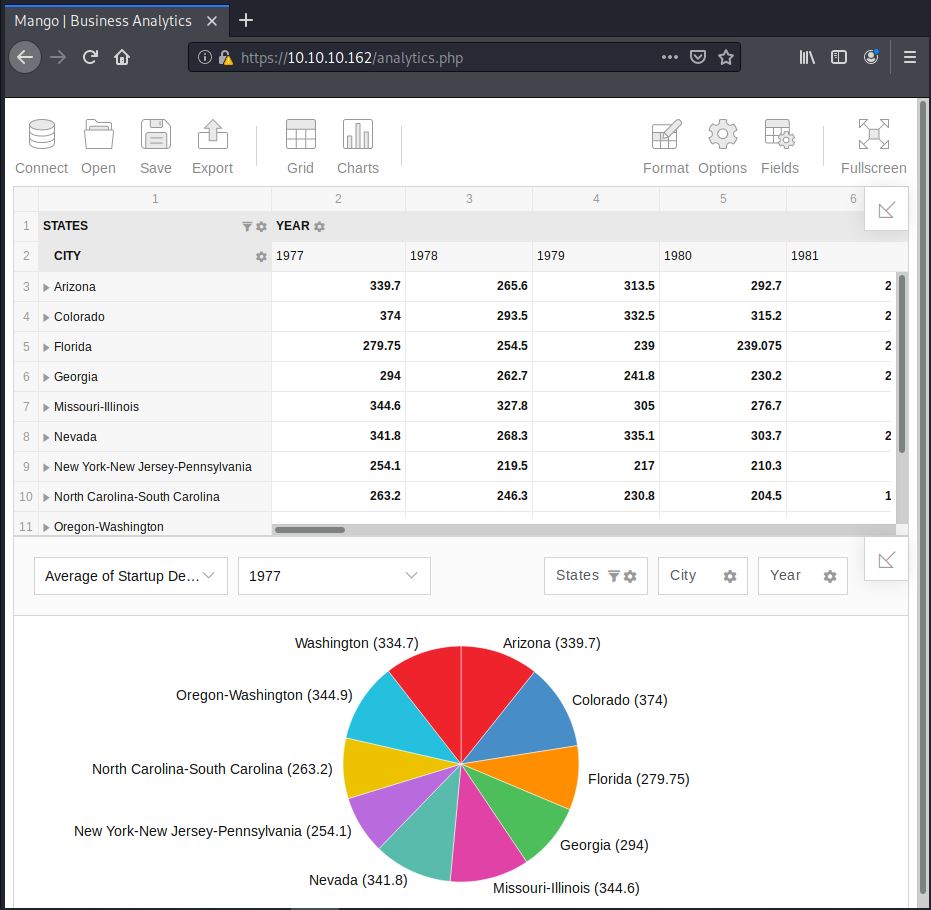 Mango | Business Analytics
https://10.10.10.162/analytics.php
Connect Open Save Export Grid Charts Format Options Fields Fullscreen
1 2 3 4 5 6
1 STATES YEAR
2 CITY 1977 1978 1979 1980 1981
3 Arizona 339.7 265.6 313.5 292.7 2
4 Colorado 374 293.5 332.5 315.2 2
5 Florida 279.75 254.5 239 239.075 2
6 Georgia 294 262.7 241.8 230.2 2
7 Missouri-Illinois 344.6 327.8 305 276.7
8 Nevada 341.8 268.3 335.1 303.7 2
9 New York-New Jersey-Pennsylvania 254.1 219.5 217 210.3
10 North Carolina-South Carolina 263.2 246.3 230.8 204.5 1
11 Oregon-Washington
Average of Startup De... 1977 States City Year
Washington (334.7) Arizona (339.7)
Oregon-Washington (344.9) Colorado (374)
North Carolina-South Carolina (263.2) Florida (279.75)
New York-New Jersey-Pennsylvania (254.1) Georgia (294)
Nevada (341.8) Missouri-Illinois (344.6)